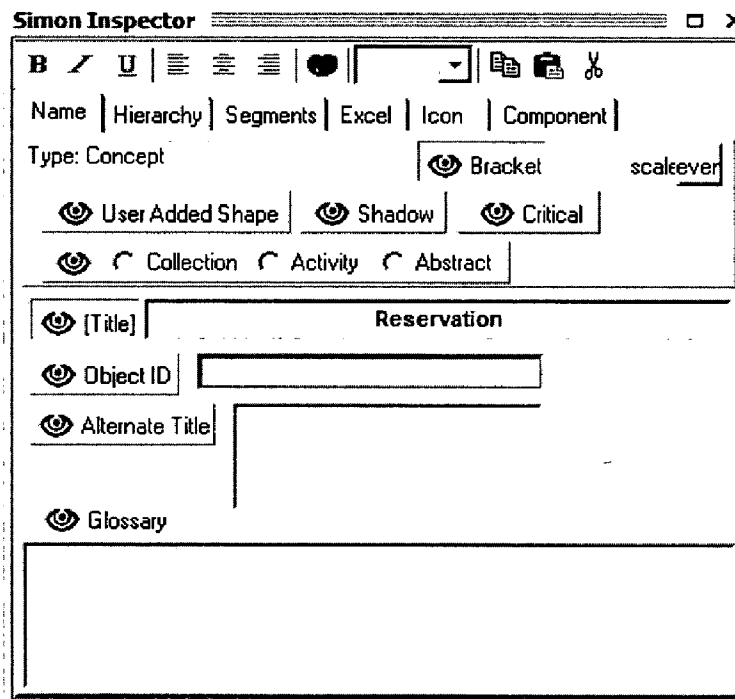 Simon Inspector
B I U
Name Hierarchy Segments Excel Icon Component
Type: Concept Bracket scaleever
User Added Shape Shadow Critical
Collection Activity Abstract
[Title] Reservation
Object ID
Alternate Title
Glossary